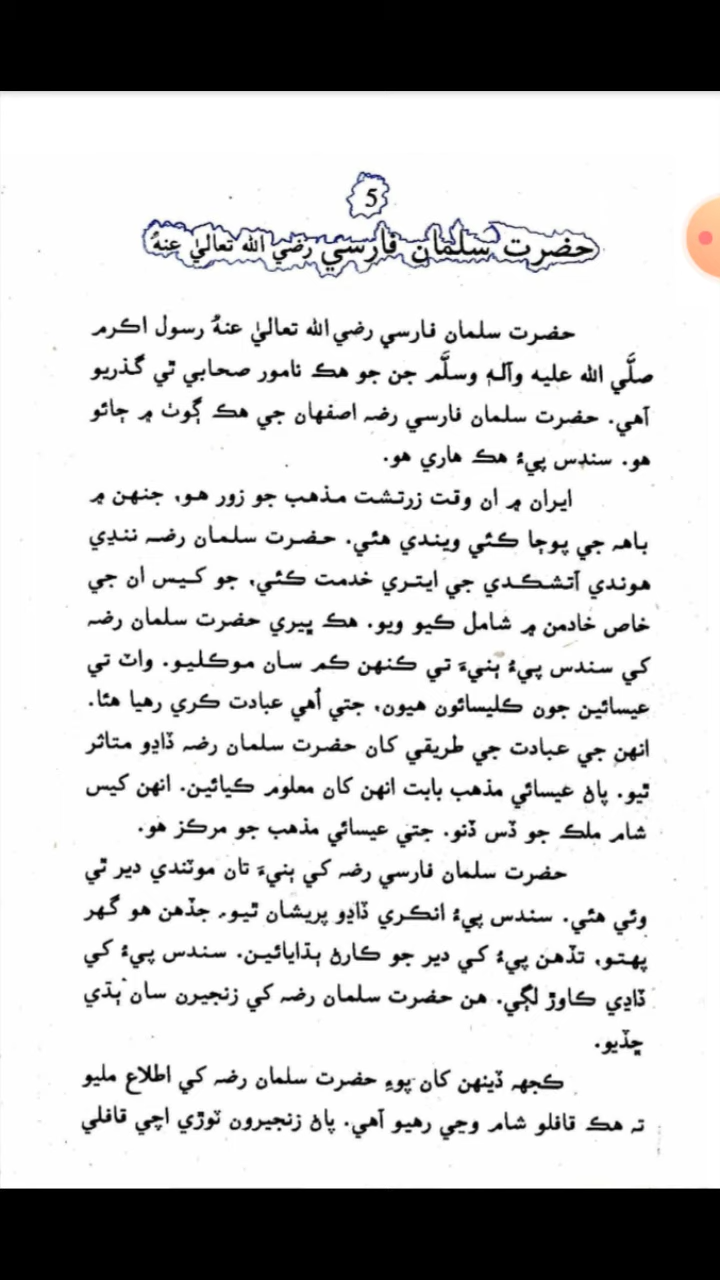 5
حضرت سلمان فارسي رضي الله تعاليٰ عنهُ
حضرت سلمان فارسي رضي الله تعاليٰ عنهُ رسول اڪرم
صلَّي الله عليه وآلہٖ وسلَّم جن جو هڪ نامور صحابي ٿي گذريو
آهي. حضرت سلمان فارسي رضہ اصفهان جي هڪ ڳوٺ ۾ ڄائو
هو. سندس پيءُ هڪ هاري هو.
ايران ۾ ان وقت زرتشت مذهب جو زور هو، جنهن ۾
باھہ جي پوڄا ڪئي ويندي هئي. حضرت سلمان رضہ ننڍي
هوندي آتشڪدي جي ايتري خدمت ڪئي، جو کيس ان جي
خاص خادمن ۾ شامل ڪيو ويو. هڪ ڀيري حضرت سلمان رضہ
کي سندس پيءُ ٻنيءَ تي ڪنهن ڪم سان موڪليو. واٽ تي
عيسائين جون ڪليسائون هيون، جتي اُهي عبادت ڪري رهيا هئا.
انهن جي عبادت جي طريقي کان حضرت سلمان رضہ ڏاڍو متاثر
ٿيو. پاڻ عيسائي مذهب بابت انهن کان معلوم ڪيائين. انهن کيس
شام ملڪ جو ڏس ڏنو. جتي عيسائي مذهب جو مرڪز هو.
حضرت سلمان فارسي رضہ کي ٻنيءَ تان موٽندي دير ٿي
وئي هئي. سندس پيءُ انڪري ڏاڍو پريشان ٿيو. جڏهن هو گهر
پهتو، تڏهن پيءُ کي دير جو ڪارڻ ٻڌايائين. سندس پيءُ کي
ڏاڍي ڪاوڙ لڳي. هن حضرت سلمان رضہ کي زنجيرن سان ٻڌي
ڇڏيو.
ڪجهہ ڏينهن کان پوءِ حضرت سلمان رضہ کي اطلاع مليو
تہ هڪ قافلو شام وڃي رهيو آهي. پاڻ زنجيرون ٽوڙي اچي قافلي